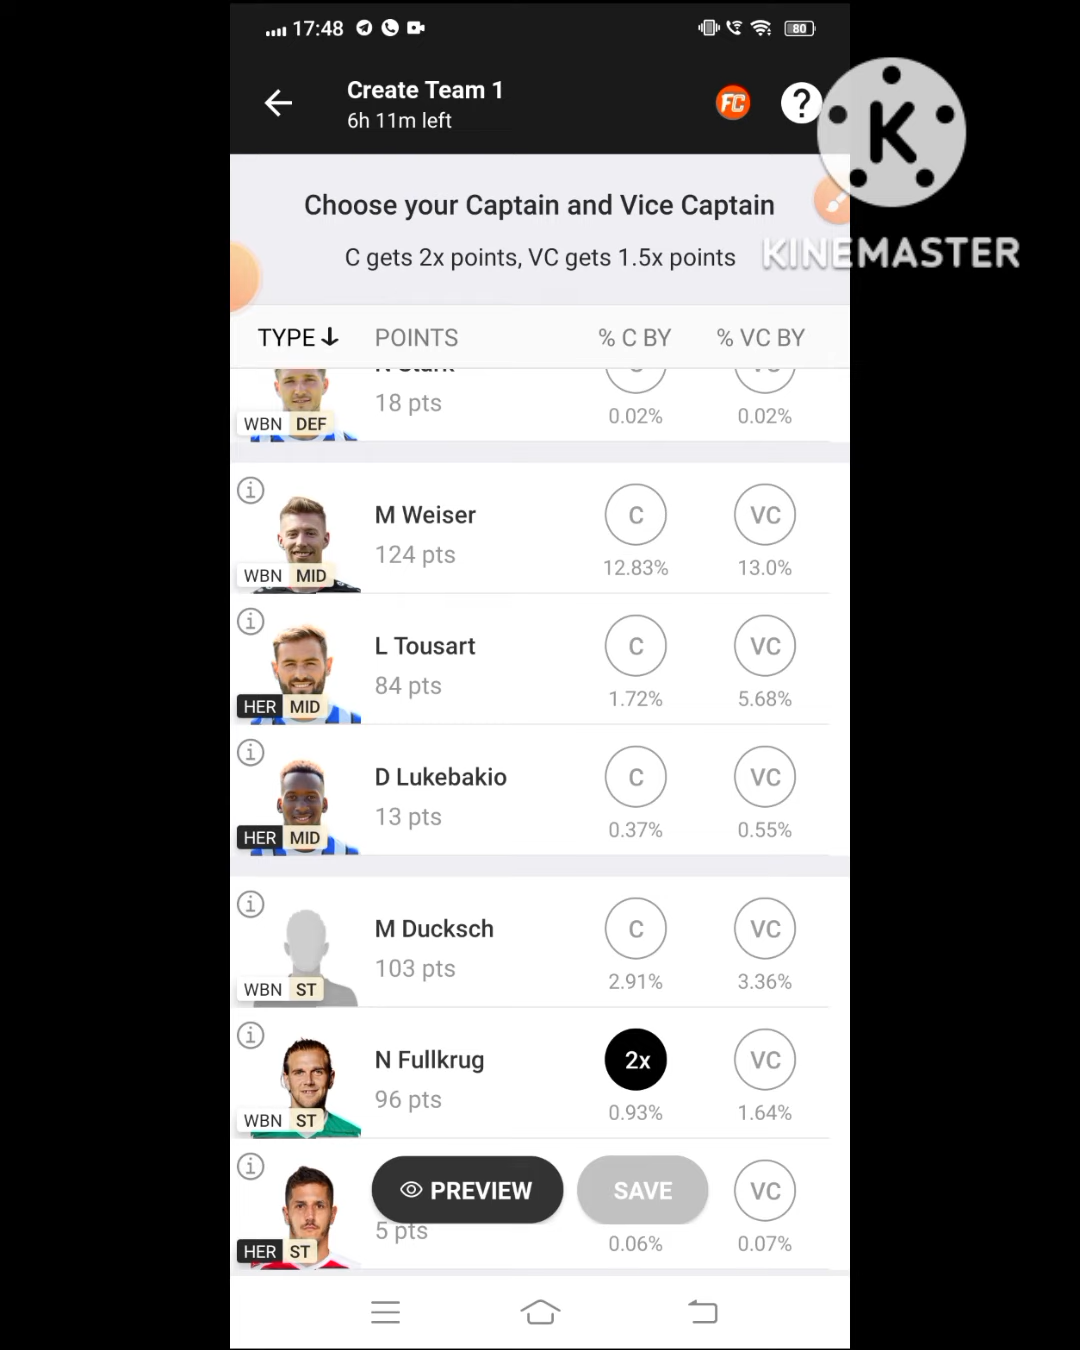 17:48
80
Create Team 1
6h 11m left
FC
?
K
KINEMASTER
Choose your Captain and Vice Captain
C gets 2x points, VC gets 1.5x points
TYPE POINTS % C BY % VC BY
18 pts 0.02% 0.02%
WBN DEF
M Weiser C VC
124 pts 12.83% 13.0%
WBN MID
L Tousart C VC
84 pts 1.72% 5.68%
HER MID
D Lukebakio C VC
13 pts 0.37% 0.55%
HER MID
M Ducksch C VC
103 pts 2.91% 3.36%
WBN ST
N Fullkrug 2x VC
96 pts 0.93% 1.64%
WBN ST
PREVIEW SAVE VC
5 pts 0.06% 0.07%
HER ST